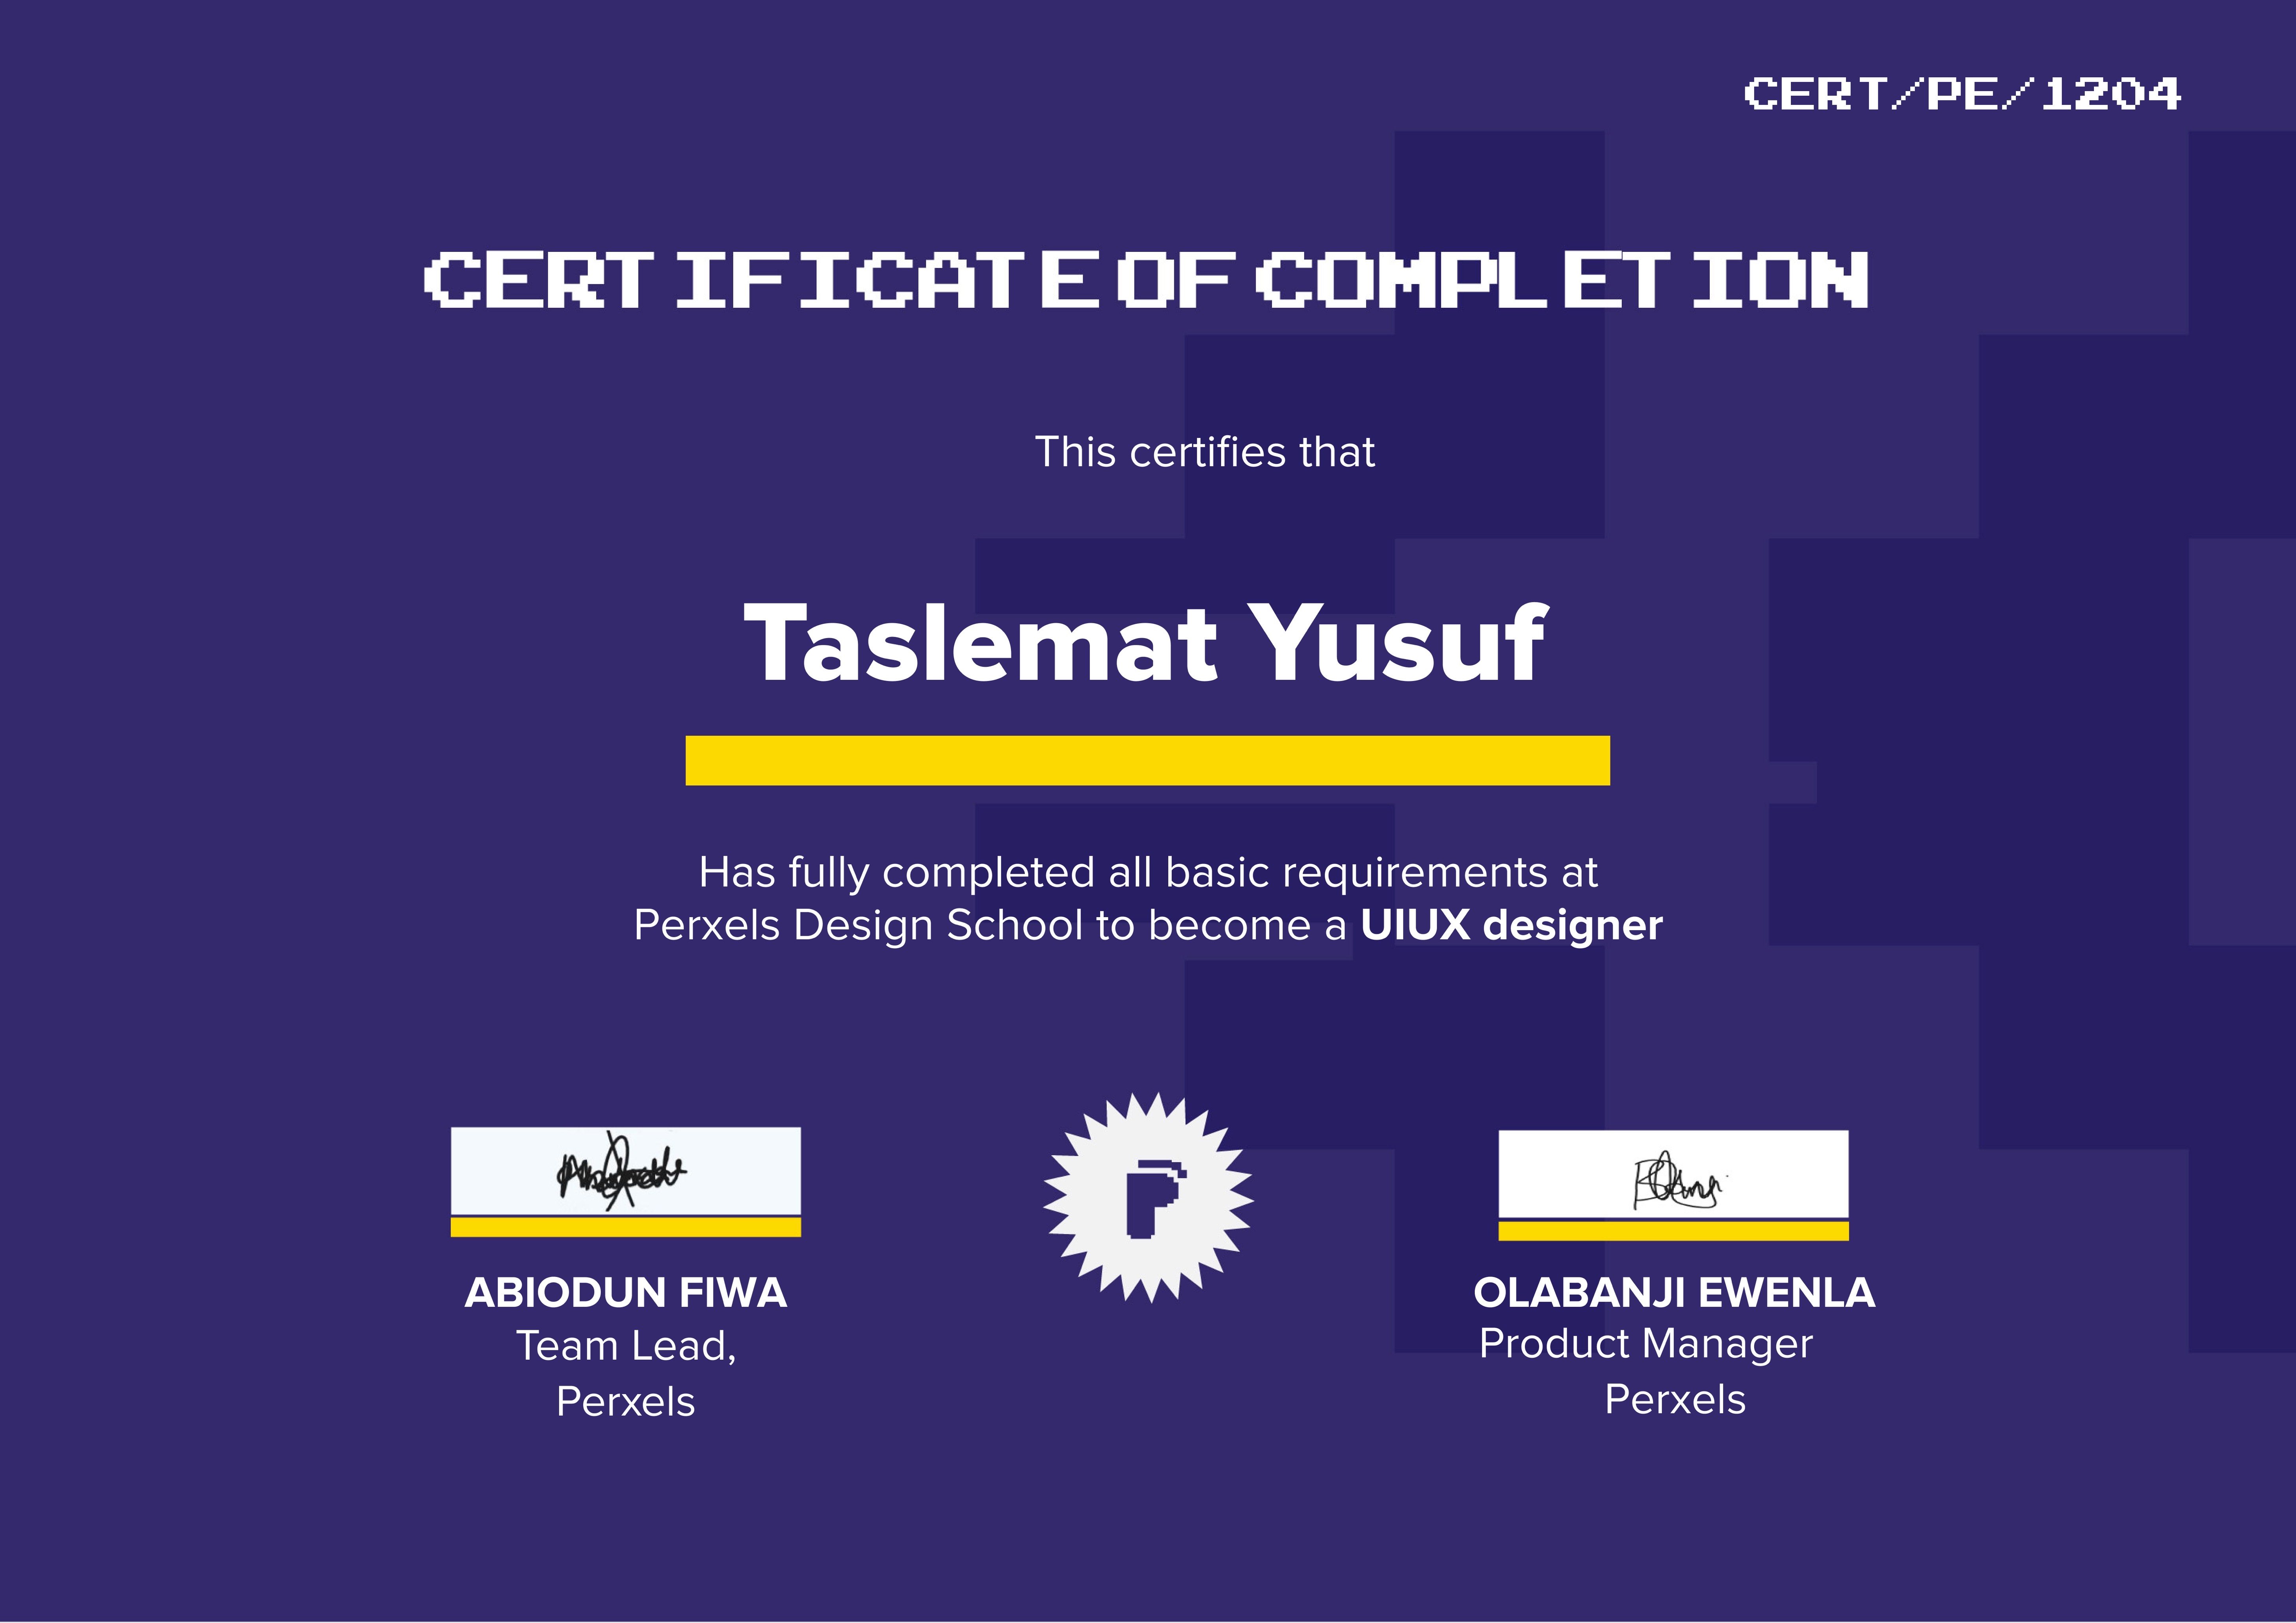 CERT/PE/1204
CERTIFICATE OF COMPLETION
This certifies that
Taslemat Yusuf
Has fully completed all basic requirements at
Perxels Design School to become a UIUX designer
P
ABIODUN FIWA
Team Lead,
Perxels
OLABANJI EWENLA
Product Manager
Perxels